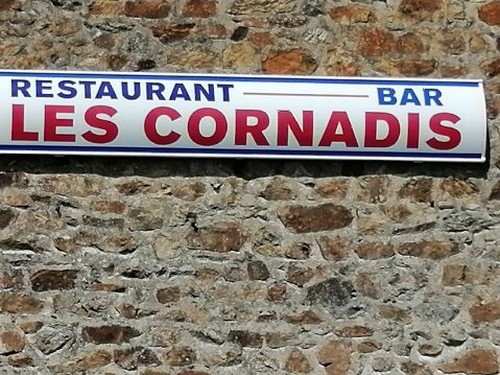 RESTAURANT — BAR
LES CORNADIS